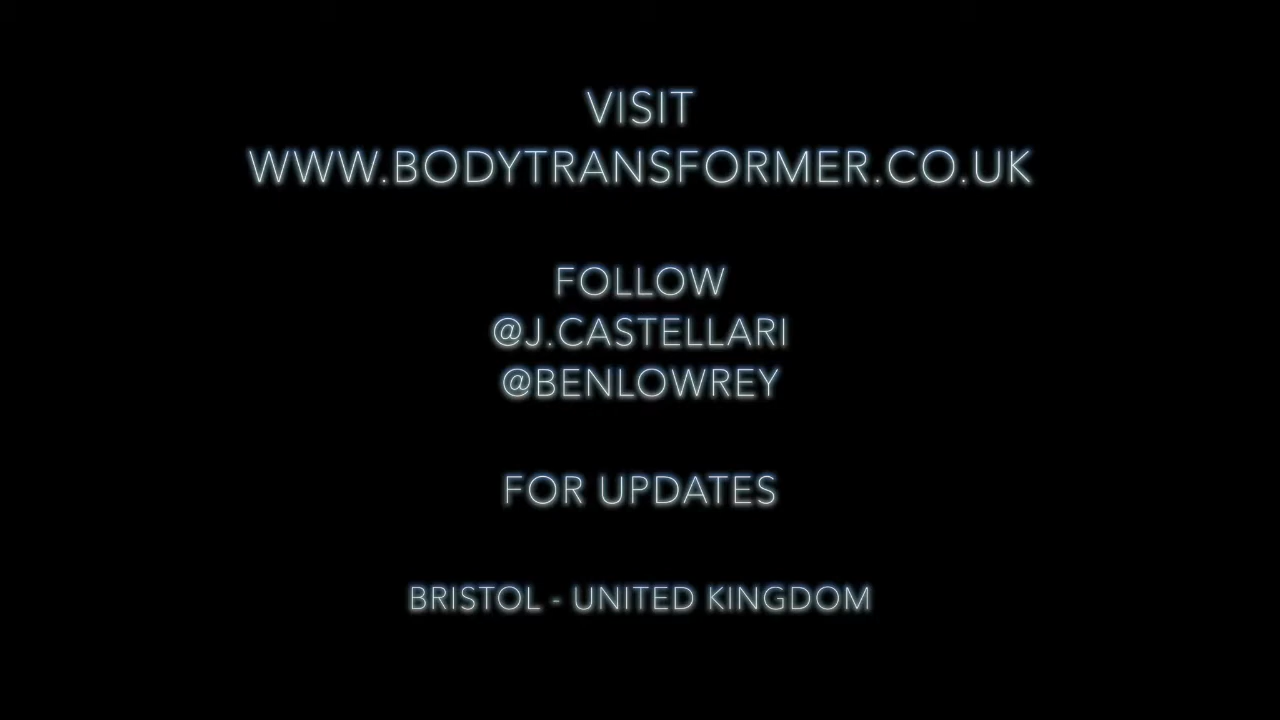 VISIT
WWW.BODYTRANSFORMER.CO.UK
FOLLOW
@J.CASTELLARI
@BENLOWREY
FOR UPDATES
BRISTOL - UNITED KINGDOM